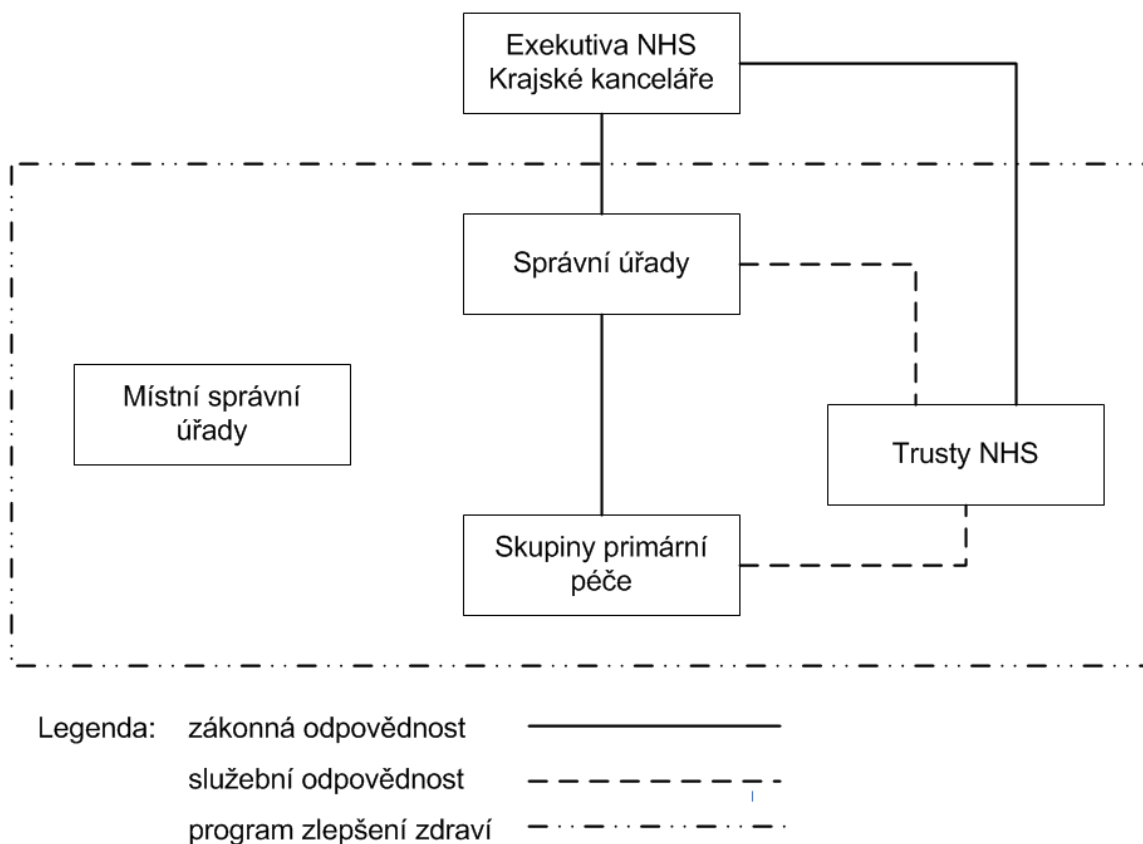 Exekutiva NHS
Krajské kanceláře
Správní úřady
Místní správní
úřady
Trusty NHS
Skupiny primární
péče
Legenda: zákonná odpovědnost
služební odpovědnost
program zlepšení zdraví